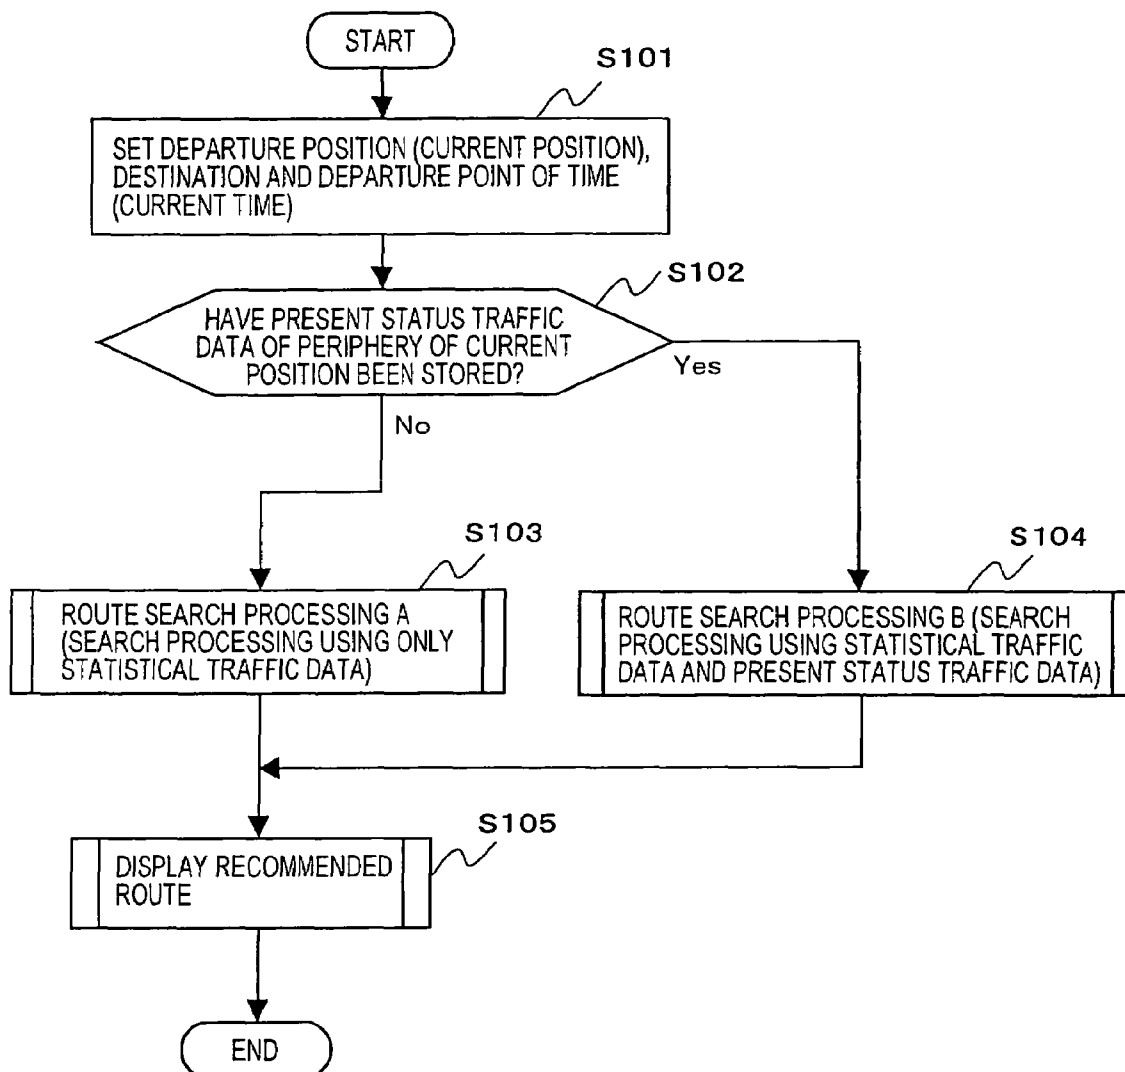 START
S101
SET DEPARTURE POSITION (CURRENT POSITION),
DESTINATION AND DEPARTURE POINT OF TIME
(CURRENT TIME)
S102
HAVE PRESENT STATUS TRAFFIC
DATA OF PERIPHERY OF CURRENT
POSITION BEEN STORED?
Yes
No
S103
ROUTE SEARCH PROCESSING A
(SEARCH PROCESSING USING ONLY
STATISTICAL TRAFFIC DATA)
S104
ROUTE SEARCH PROCESSING B (SEARCH
PROCESSING USING STATISTICAL TRAFFIC
DATA AND PRESENT STATUS TRAFFIC DATA)
S105
DISPLAY RECOMMENDED
ROUTE
END